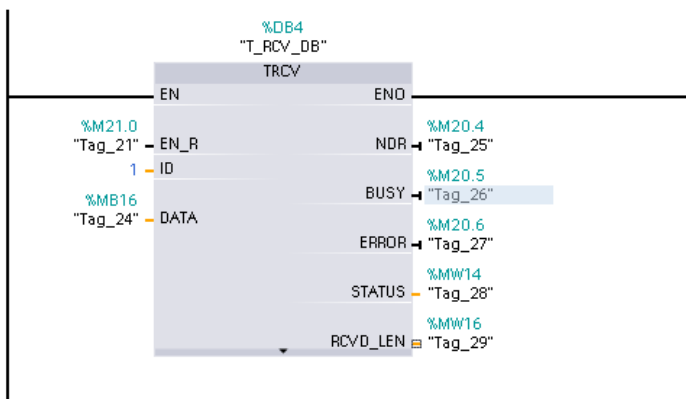 %DB4
"T_RCV_DB"
TRCV
EN ENO
%M21.0
"Tag_21" EN_R
%M20.4
NDR "Tag_25"
1 ID
%M20.5
BUSY "Tag_26"
%MB16
"Tag_24" DATA
%M20.6
ERROR "Tag_27"
%MW14
STATUS "Tag_28"
%MW16
RCVD_LEN "Tag_29"